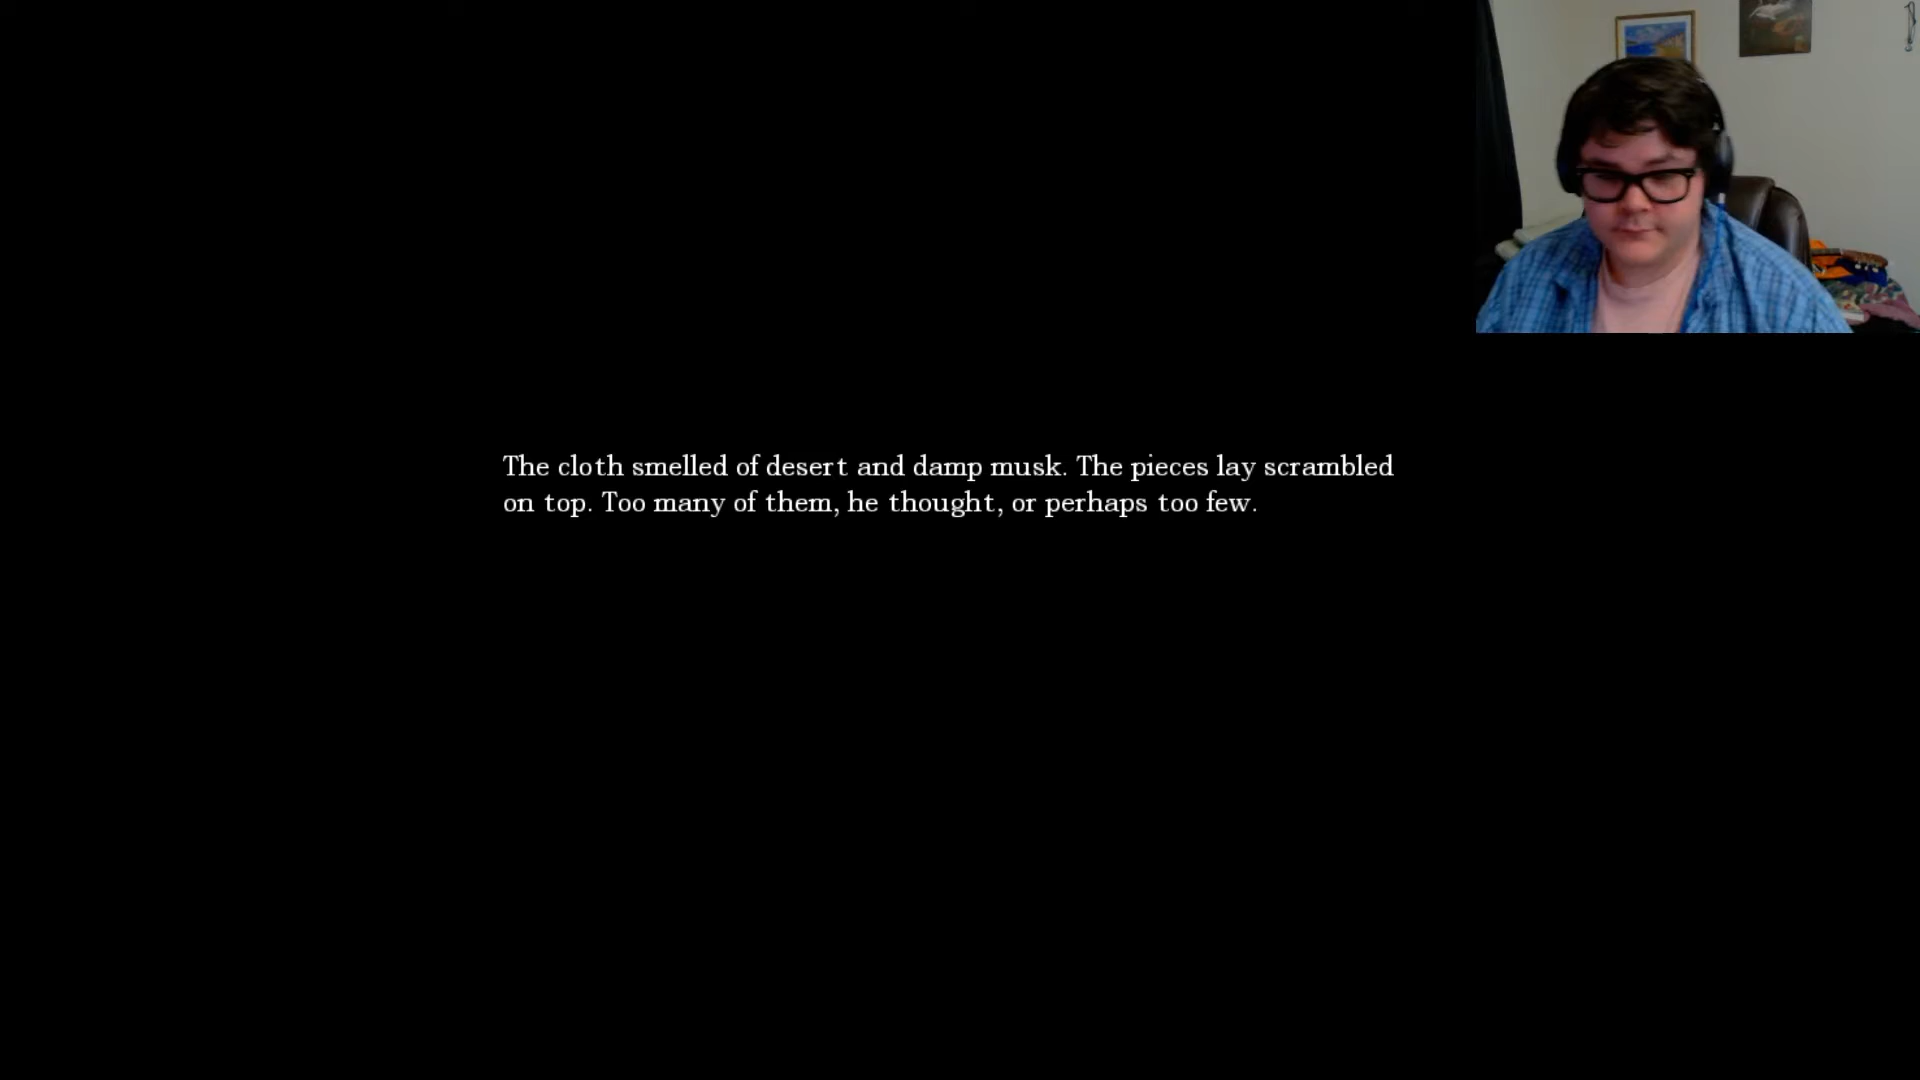 The cloth smelled of desert and damp musk. The pieces lay scrambled
on top. Too many of them, he thought, or perhaps too few.